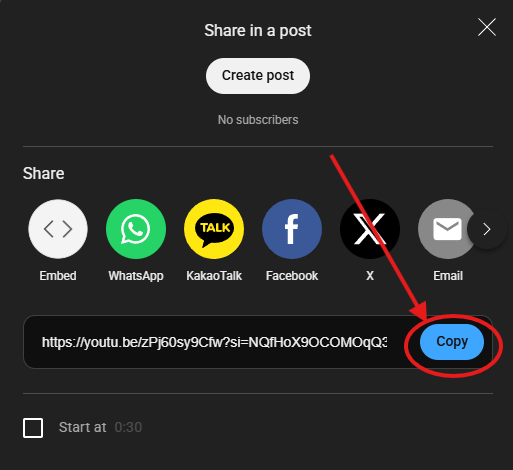 Share in a post
Create post
No subscribers
Share
TALK
Embed
WhatsApp
KakaoTalk
Facebook
X
Email
https://youtu.be/zPj60sy9Cfw?si=NQfHoX9OCOMOqQ3
Copy
Start at 0:30